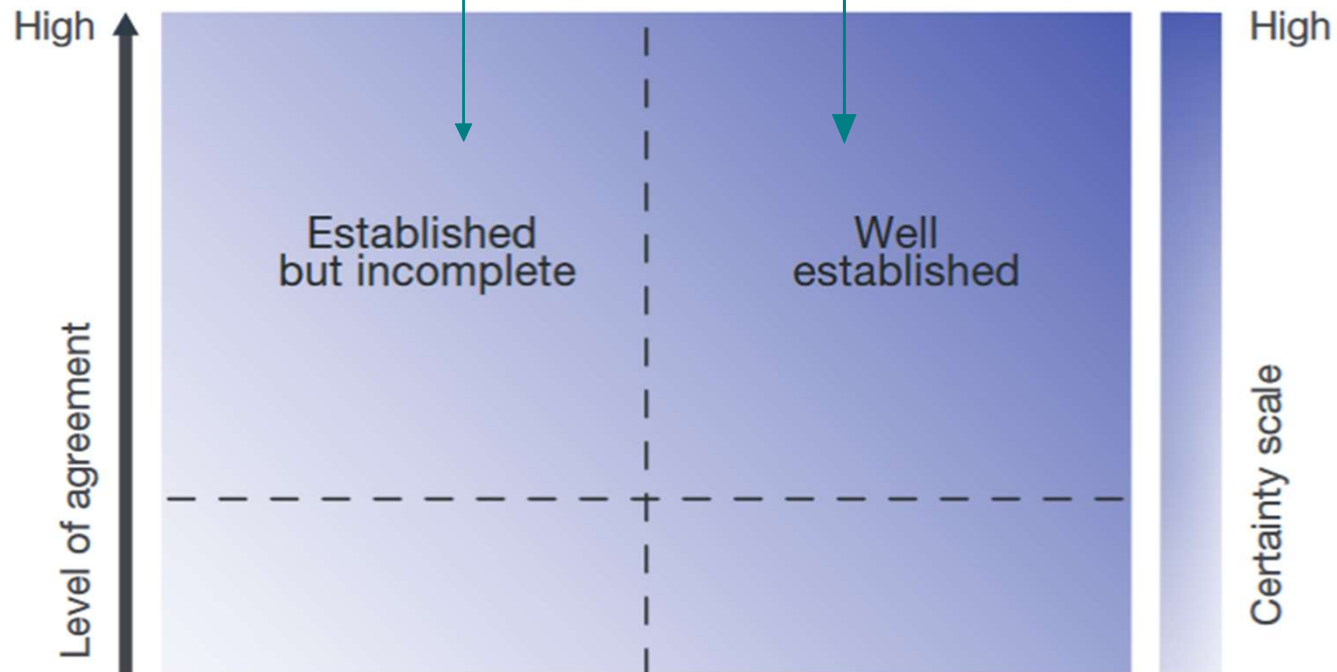 High
High
Established
but incomplete
Well
established
Level of agreement
Certainty scale